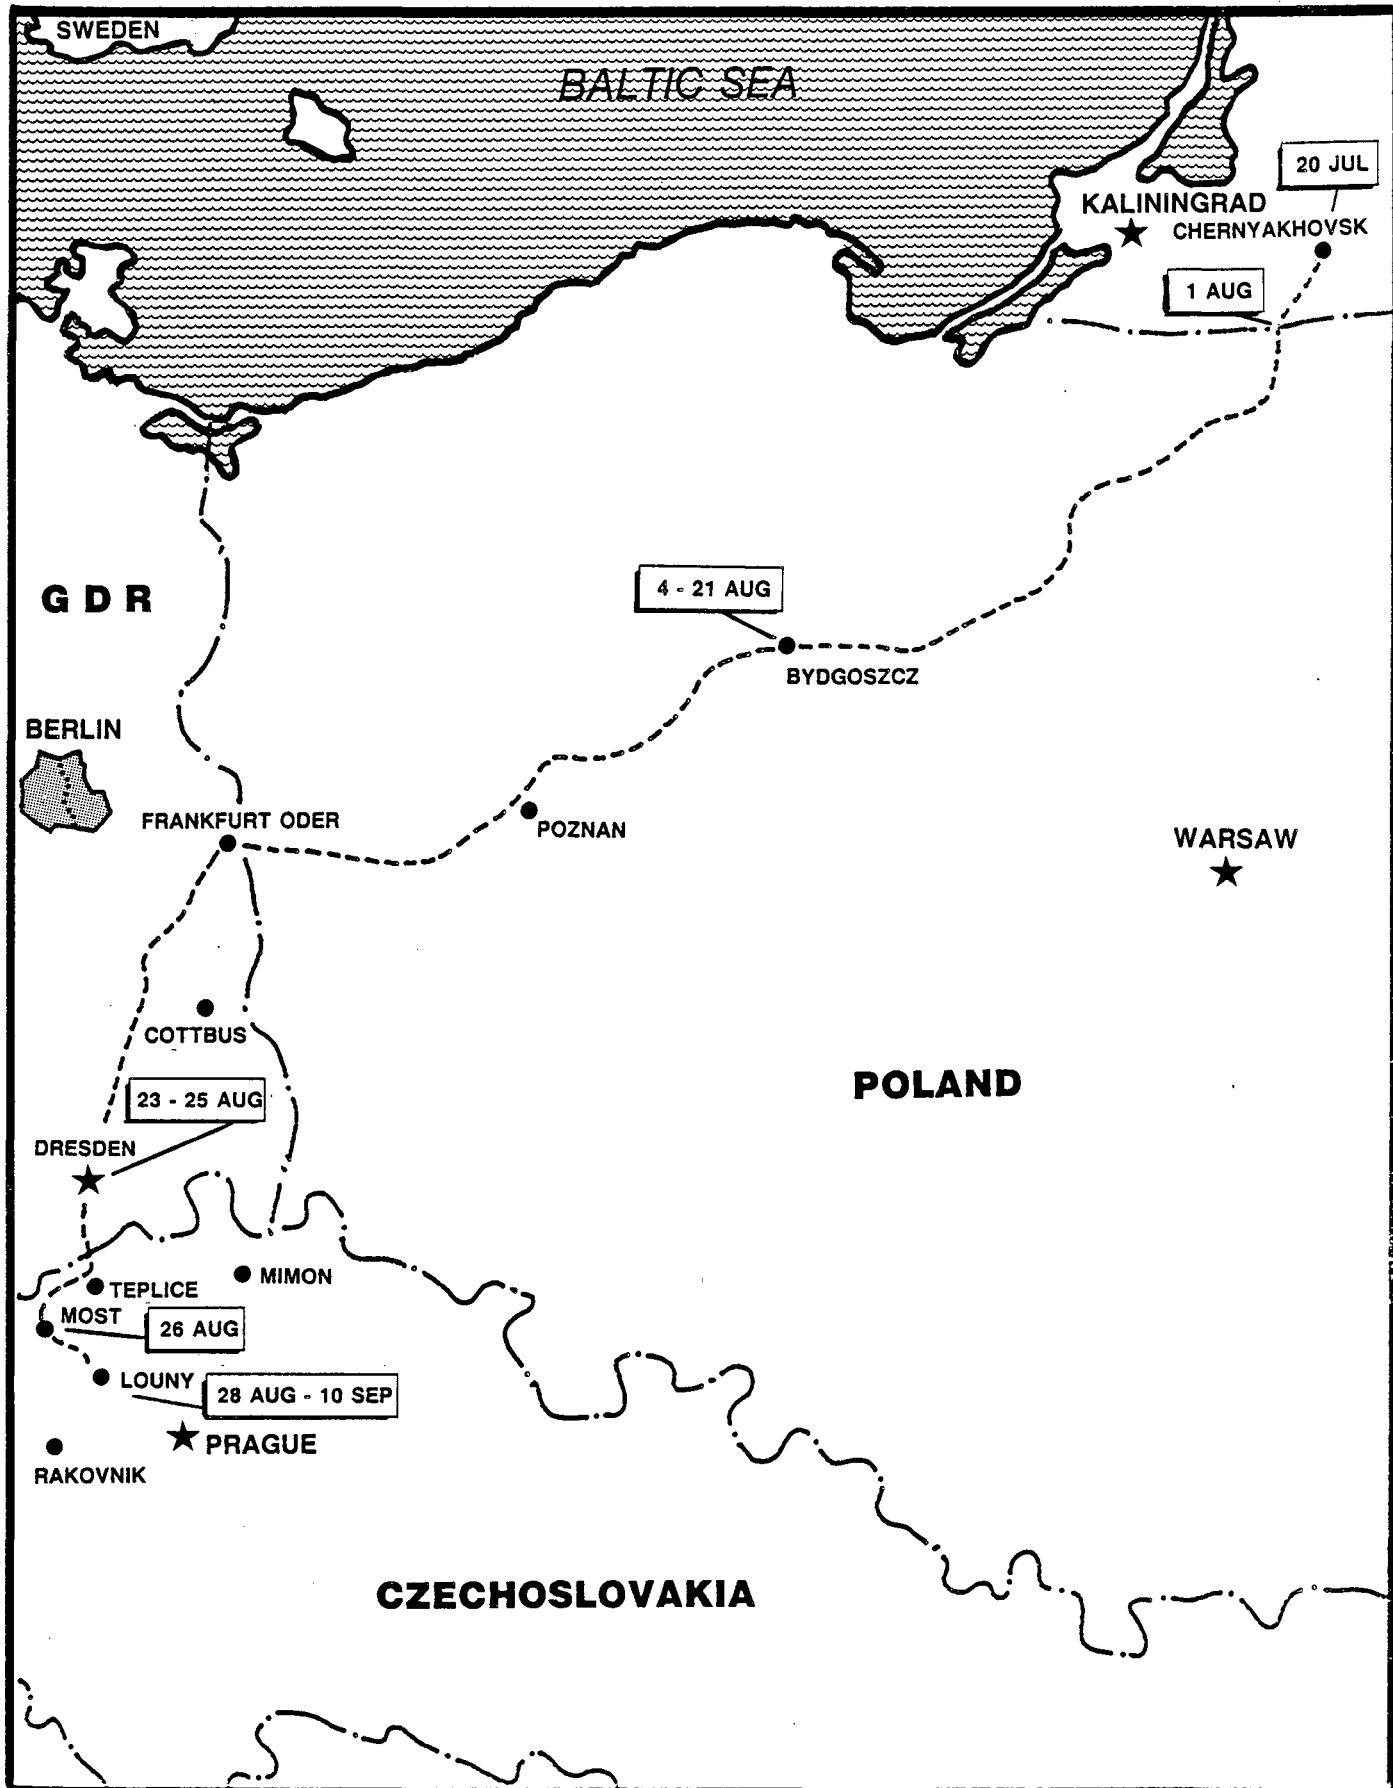 SWEDEN
BALTIC SEA
20 JUL
KALININGRAD
CHERNYAKHOVSK
1 AUG
4 - 21 AUG
G D R
BYDGOSZCZ
BERLIN
FRANKFURT ODER
POZNAN
WARSAW
COTTBUS
POLAND
23 - 25 AUG
DRESDEN
MIMON
TEPLICE
MOST
26 AUG
LOUNY
28 AUG - 10 SEP
PRAGUE
RAKOVNIK
CZECHOSLOVAKIA